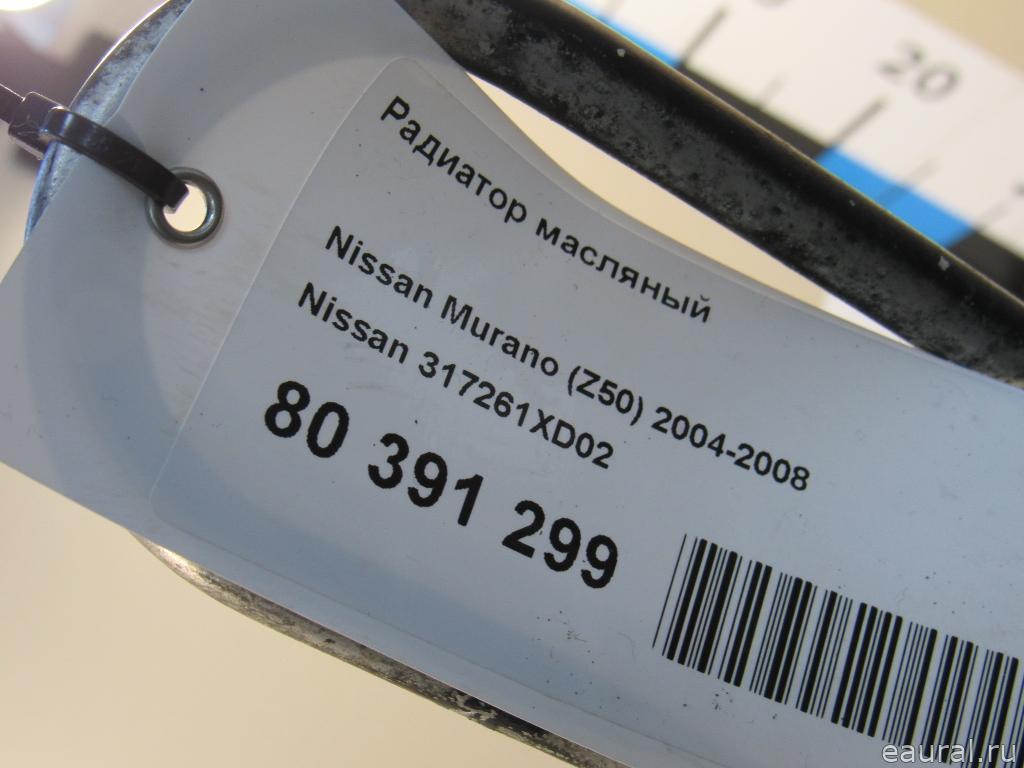 20
Радиатор масляный
Nissan Murano (Z50) 2004-2008
Nissan 317261XD02
80 391 299
eaural.ru